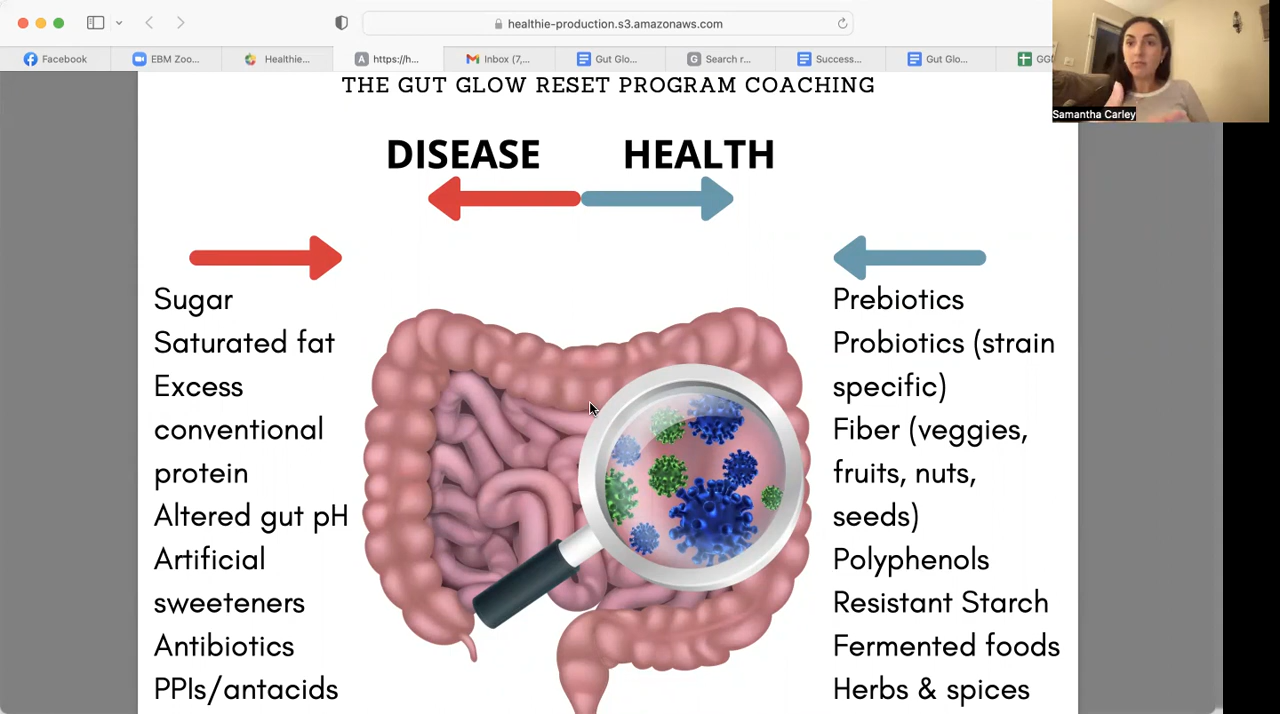 healthie-production.s3.amazonaws.com
Facebook
EBM Zoo...
Healthie...
https://h...
Inbox (7,...
Gut Glo...
Search r...
Success...
Gut Glo...
Samantha Carley
THE GUT GLOW RESET PROGRAM COACHING
DISEASE
HEALTH
Sugar
Saturated fat
Excess
conventional
protein
Altered gut pH
Artificial
sweeteners
Antibiotics
PPIs/antacids
Prebiotics
Probiotics (strain
specific)
Fiber (veggies,
fruits, nuts,
seeds)
Polyphenols
Resistant Starch
Fermented foods
Herbs & spices